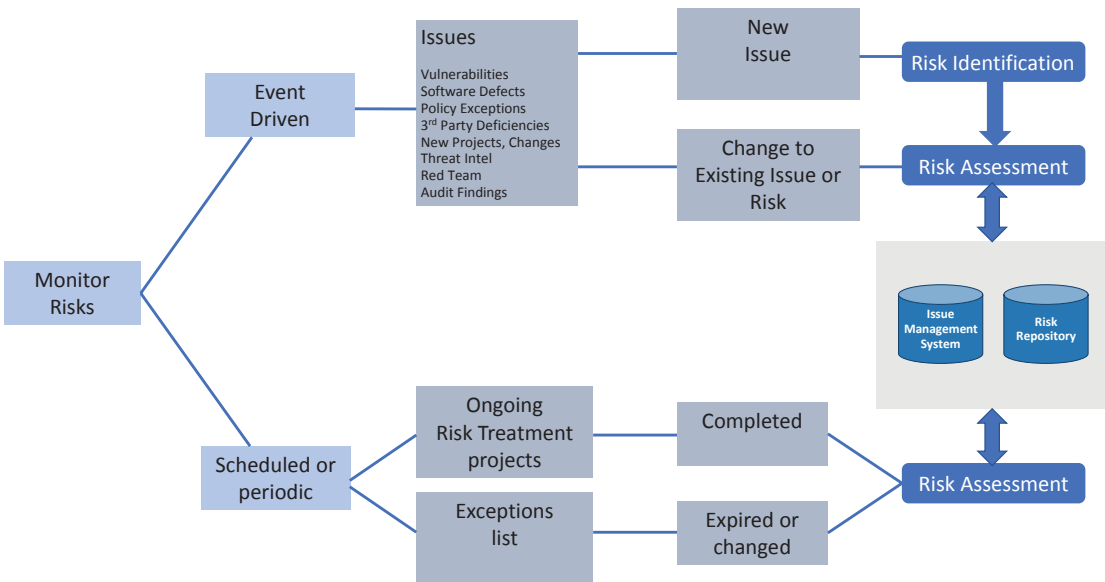 Monitor
Risks
Event
Driven
Issues
Vulnerabilities
Software Defects
Policy Exceptions
3rd Party Deficiencies
New Projects, Changes
Threat Intel
Red Team
Audit Findings
New
Issue
Risk Identification
Change to
Existing Issue or
Risk
Risk Assessment
Issue
Management
System
Risk
Repository
Scheduled or
periodic
Ongoing
Risk Treatment
projects
Completed
Exceptions
list
Expired or
changed
Risk Assessment